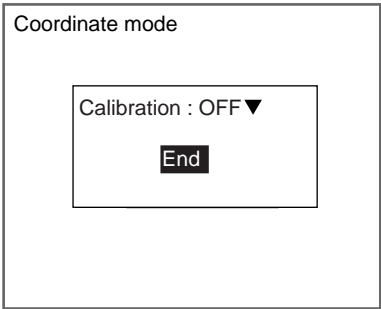 Coordinate mode
Calibration : OFF▼
End